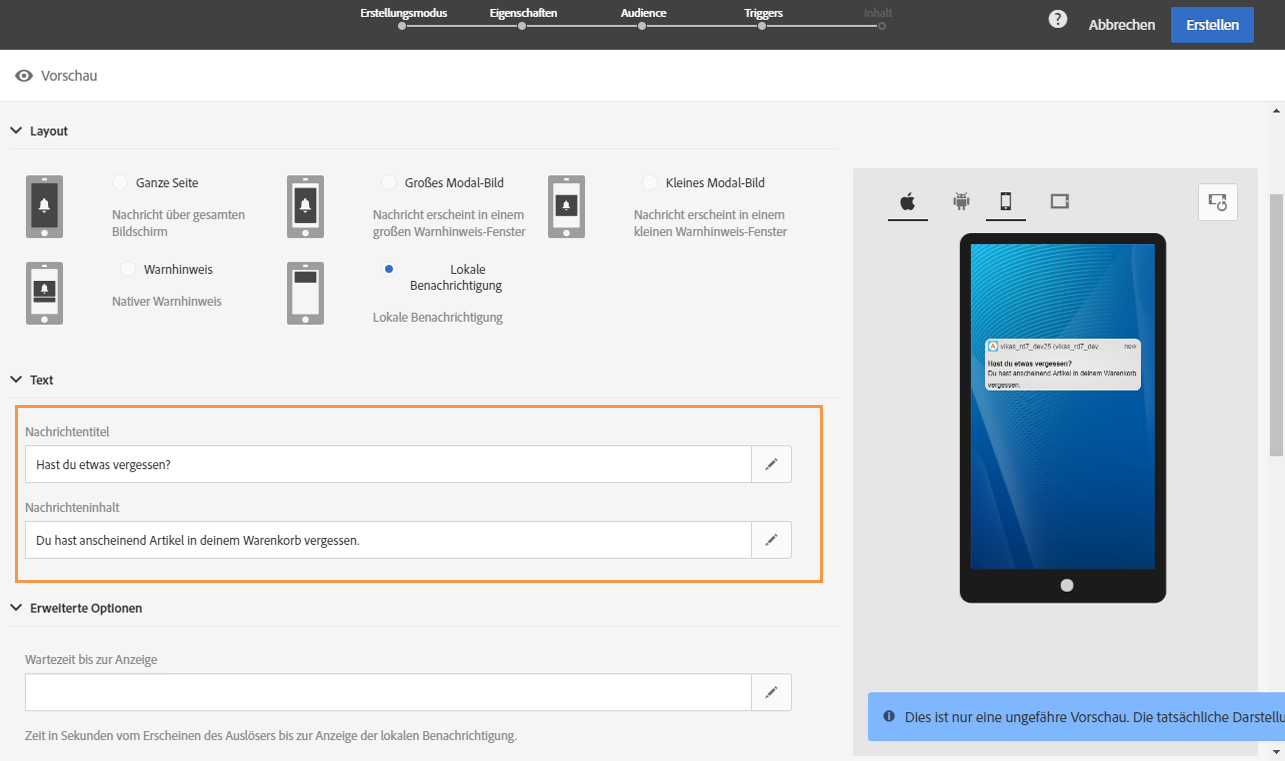 Erstellungsmodus
Eigenschaften
Audience
Triggers
Inhalt
?
Abbrechen
Erstellen
Vorschau
Layout
Ganze Seite
Nachricht über gesamten
Bildschirm
Großes Modal-Bild
Nachricht erscheint in einem
großen Warnhinweis-Fenster
Kleines Modal-Bild
Nachricht erscheint in einem
kleinen Warnhinweis-Fenster
Warnhinweis
Nativer Warnhinweis
Lokale
Benachrichtigung
Lokale Benachrichtigung
Text
Nachrichtentitel
Hast du etwas vergessen?
Nachrichteninhalt
Du hast anscheinend Artikel in deinem Warenkorb vergessen.
Erweiterte Optionen
Wartezeit bis zur Anzeige
Zeit in Sekunden vom Erscheinen des Auslösers bis zur Anzeige der lokalen Benachrichtigung.
vikas_rd7_dev25 (vikas_rd7_dev... now
Hast du etwas vergessen?
Du hast anscheinend Artikel in deinem Warenkorb
vergessen.
Dies ist nur eine ungefähre Vorschau. Die tatsächliche Darstellu